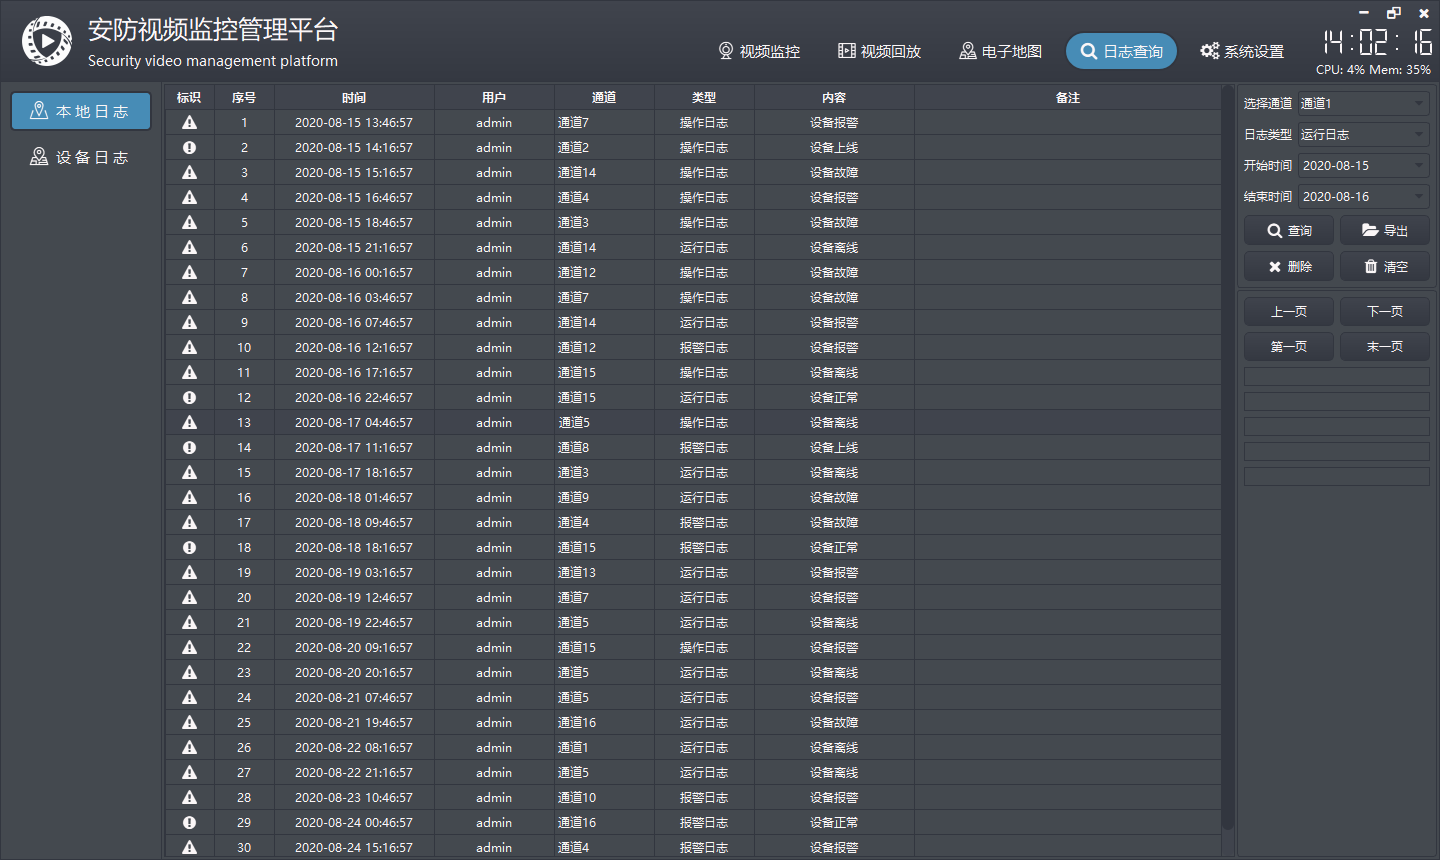 安防视频监控管理平台
Security video management platform
视频监控
视频回放
电子地图
日志查询
系统设置
14:02:16
CPU: 4% Mem: 35%
本地日志
设备日志
标识 序号 时间 用户 通道 类型 内容 备注
1 2020-08-15 13:46:57 admin 通道7 操作日志 设备报警
2 2020-08-15 14:16:57 admin 通道2 操作日志 设备上线
3 2020-08-15 15:16:57 admin 通道14 操作日志 设备故障
4 2020-08-15 16:46:57 admin 通道4 操作日志 设备报警
5 2020-08-15 18:46:57 admin 通道3 操作日志 设备故障
6 2020-08-15 21:16:57 admin 通道14 运行日志 设备离线
7 2020-08-16 00:16:57 admin 通道12 操作日志 设备故障
8 2020-08-16 03:46:57 admin 通道7 操作日志 设备故障
9 2020-08-16 07:46:57 admin 通道14 运行日志 设备报警
10 2020-08-16 12:16:57 admin 通道12 报警日志 设备报警
11 2020-08-16 17:16:57 admin 通道15 操作日志 设备离线
12 2020-08-16 22:46:57 admin 通道15 运行日志 设备正常
13 2020-08-17 04:46:57 admin 通道5 操作日志 设备离线
14 2020-08-17 11:16:57 admin 通道8 报警日志 设备上线
15 2020-08-17 18:16:57 admin 通道3 运行日志 设备离线
16 2020-08-18 01:46:57 admin 通道9 运行日志 设备故障
17 2020-08-18 09:46:57 admin 通道4 报警日志 设备故障
18 2020-08-18 18:16:57 admin 通道15 报警日志 设备正常
19 2020-08-19 03:16:57 admin 通道13 运行日志 设备报警
20 2020-08-19 12:46:57 admin 通道7 运行日志 设备报警
21 2020-08-19 22:46:57 admin 通道5 运行日志 设备离线
22 2020-08-20 09:16:57 admin 通道15 操作日志 设备报警
23 2020-08-20 20:16:57 admin 通道5 运行日志 设备离线
24 2020-08-21 07:46:57 admin 通道5 运行日志 设备报警
25 2020-08-21 19:46:57 admin 通道16 运行日志 设备故障
26 2020-08-22 08:16:57 admin 通道1 运行日志 设备离线
27 2020-08-22 21:16:57 admin 通道5 运行日志 设备离线
28 2020-08-23 10:46:57 admin 通道10 报警日志 设备报警
29 2020-08-24 00:46:57 admin 通道16 报警日志 设备正常
30 2020-08-24 15:16:57 admin 通道4 报警日志 设备报警
选择通道 通道1
日志类型 运行日志
开始时间 2020-08-15
结束时间 2020-08-16
查询 导出
删除 清空
上一页 下一页
第一页 末一页